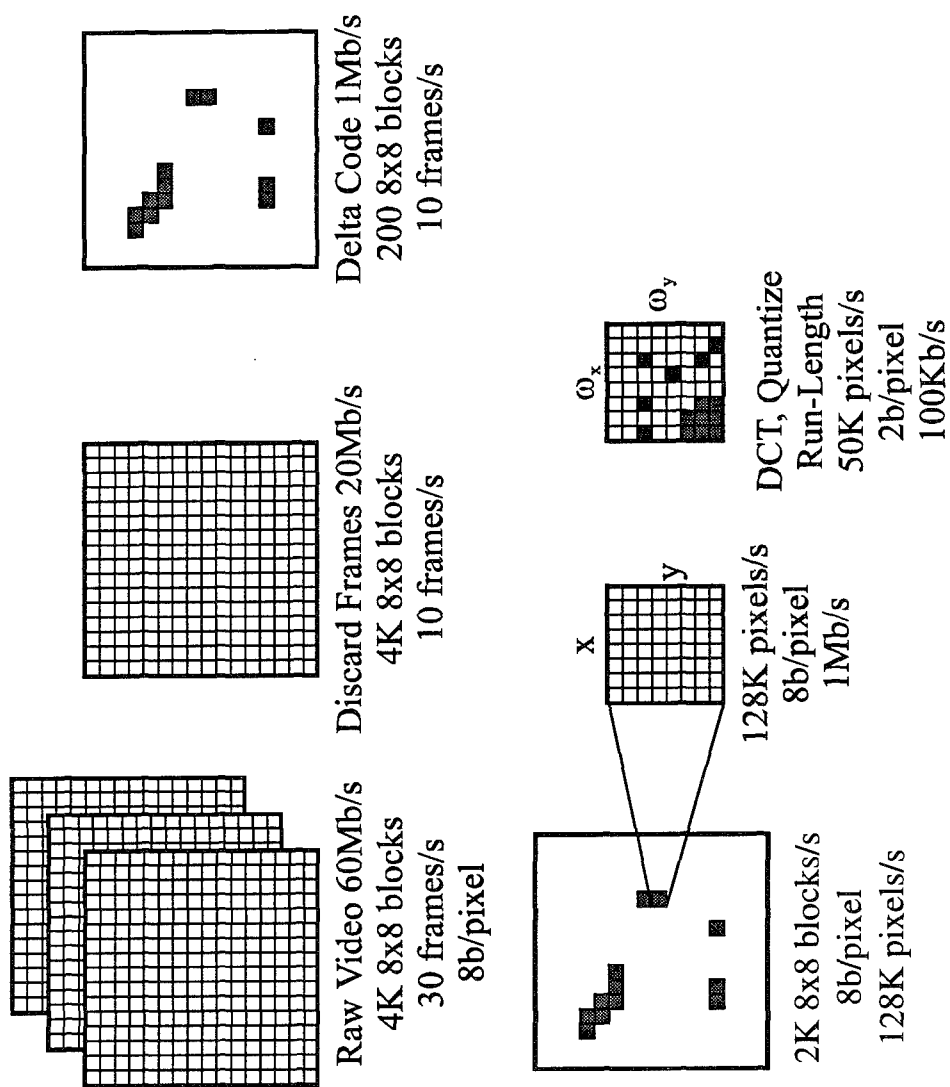 Raw Video 60Mb/s
4K 8x8 blocks
30 frames/s
8b/pixel
Discard Frames 20Mb/s
4K 8x8 blocks
10 frames/s
Delta Code 1Mb/s
200 8x8 blocks
10 frames/s
2K 8x8 blocks/s
8b/pixel
128K pixels/s
x
y
128K pixels/s
8b/pixel
1Mb/s
ωx
ωy
DCT, Quantize
Run-Length
50K pixels/s
2b/pixel
100Kb/s